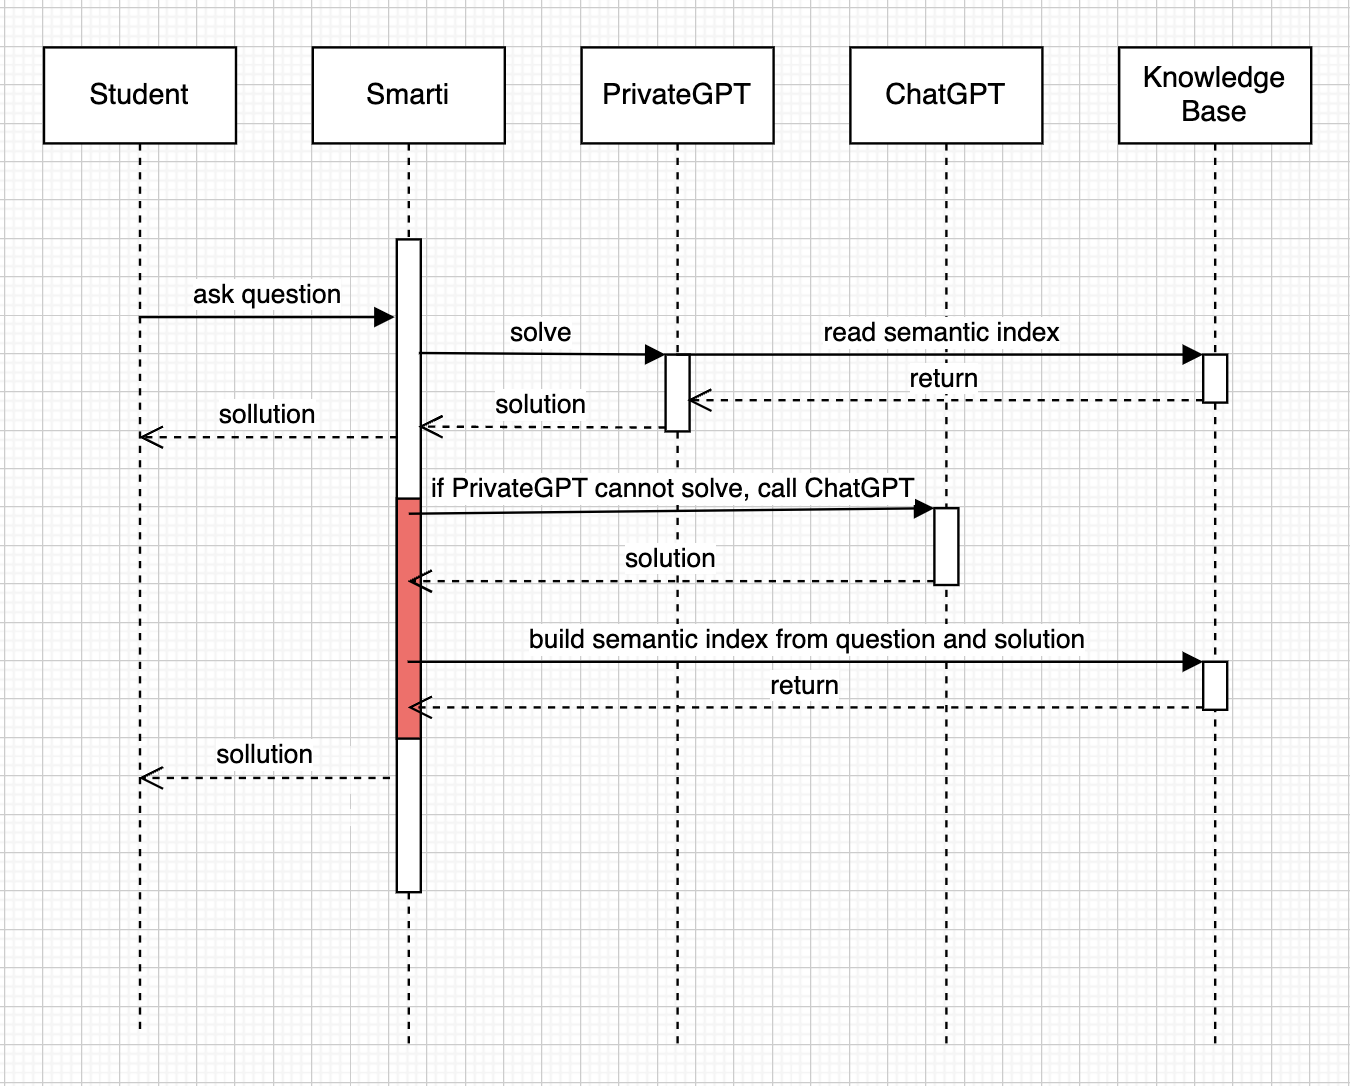 Student
Smarti
PrivateGPT
ChatGPT
Knowledge
Base
ask question
solve
read semantic index
return
solution
sollution
if PrivateGPT cannot solve, call ChatGPT
solution
build semantic index from question and solution
return
sollution